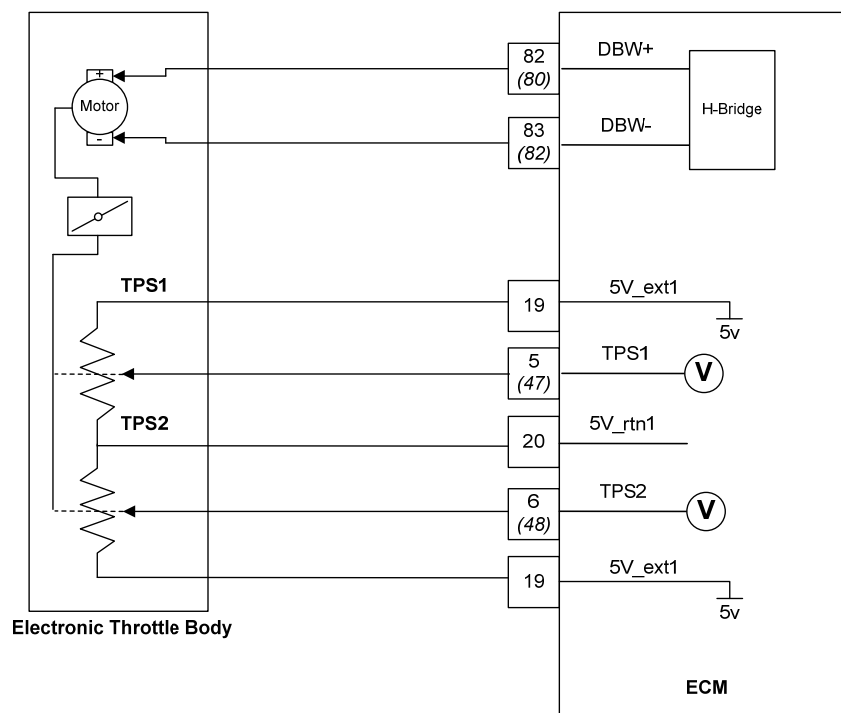 +
Motor
-
82
(80)
DBW+
83
(82)
DBW-
H-Bridge
TPS1
19
5V_ext1
5v
5
(47)
TPS1
V
TPS2
20
5V_rtn1
6
(48)
TPS2
V
19
5V_ext1
5v
Electronic Throttle Body
ECM